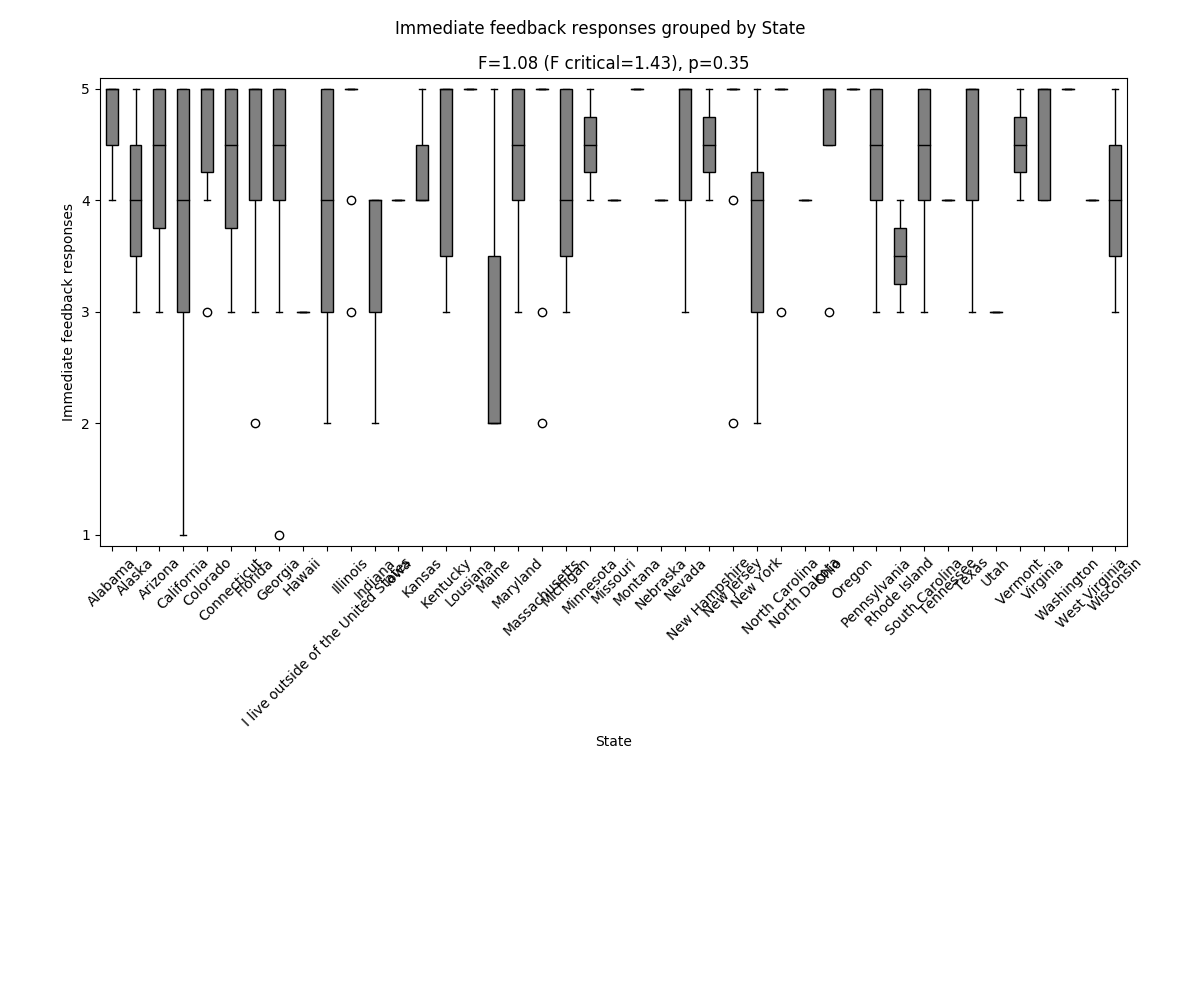 Immediate feedback responses grouped by State
F=1.08 (F critical=1.43), p=0.35
Immediate feedback responses
5
4
3
2
1
Alabama
Alaska
Arizona
California
Colorado
Connecticut
Florida
Georgia
Hawaii
I live outside of the United States
Illinois
Indiana
Iowa
Kansas
Kentucky
Lousiana
Maine
Maryland
Massachusetts
Michigan
Minnesota
Missouri
Montana
Nebraska
Nevada
New Hampshire
New Jersey
New York
North Carolina
North Dakota
Ohio
Oregon
Pennsylvania
Rhode Island
South Carolina
Tennessee
Texas
Utah
Vermont
Virginia
Washington
West Virginia
Wisconsin
State